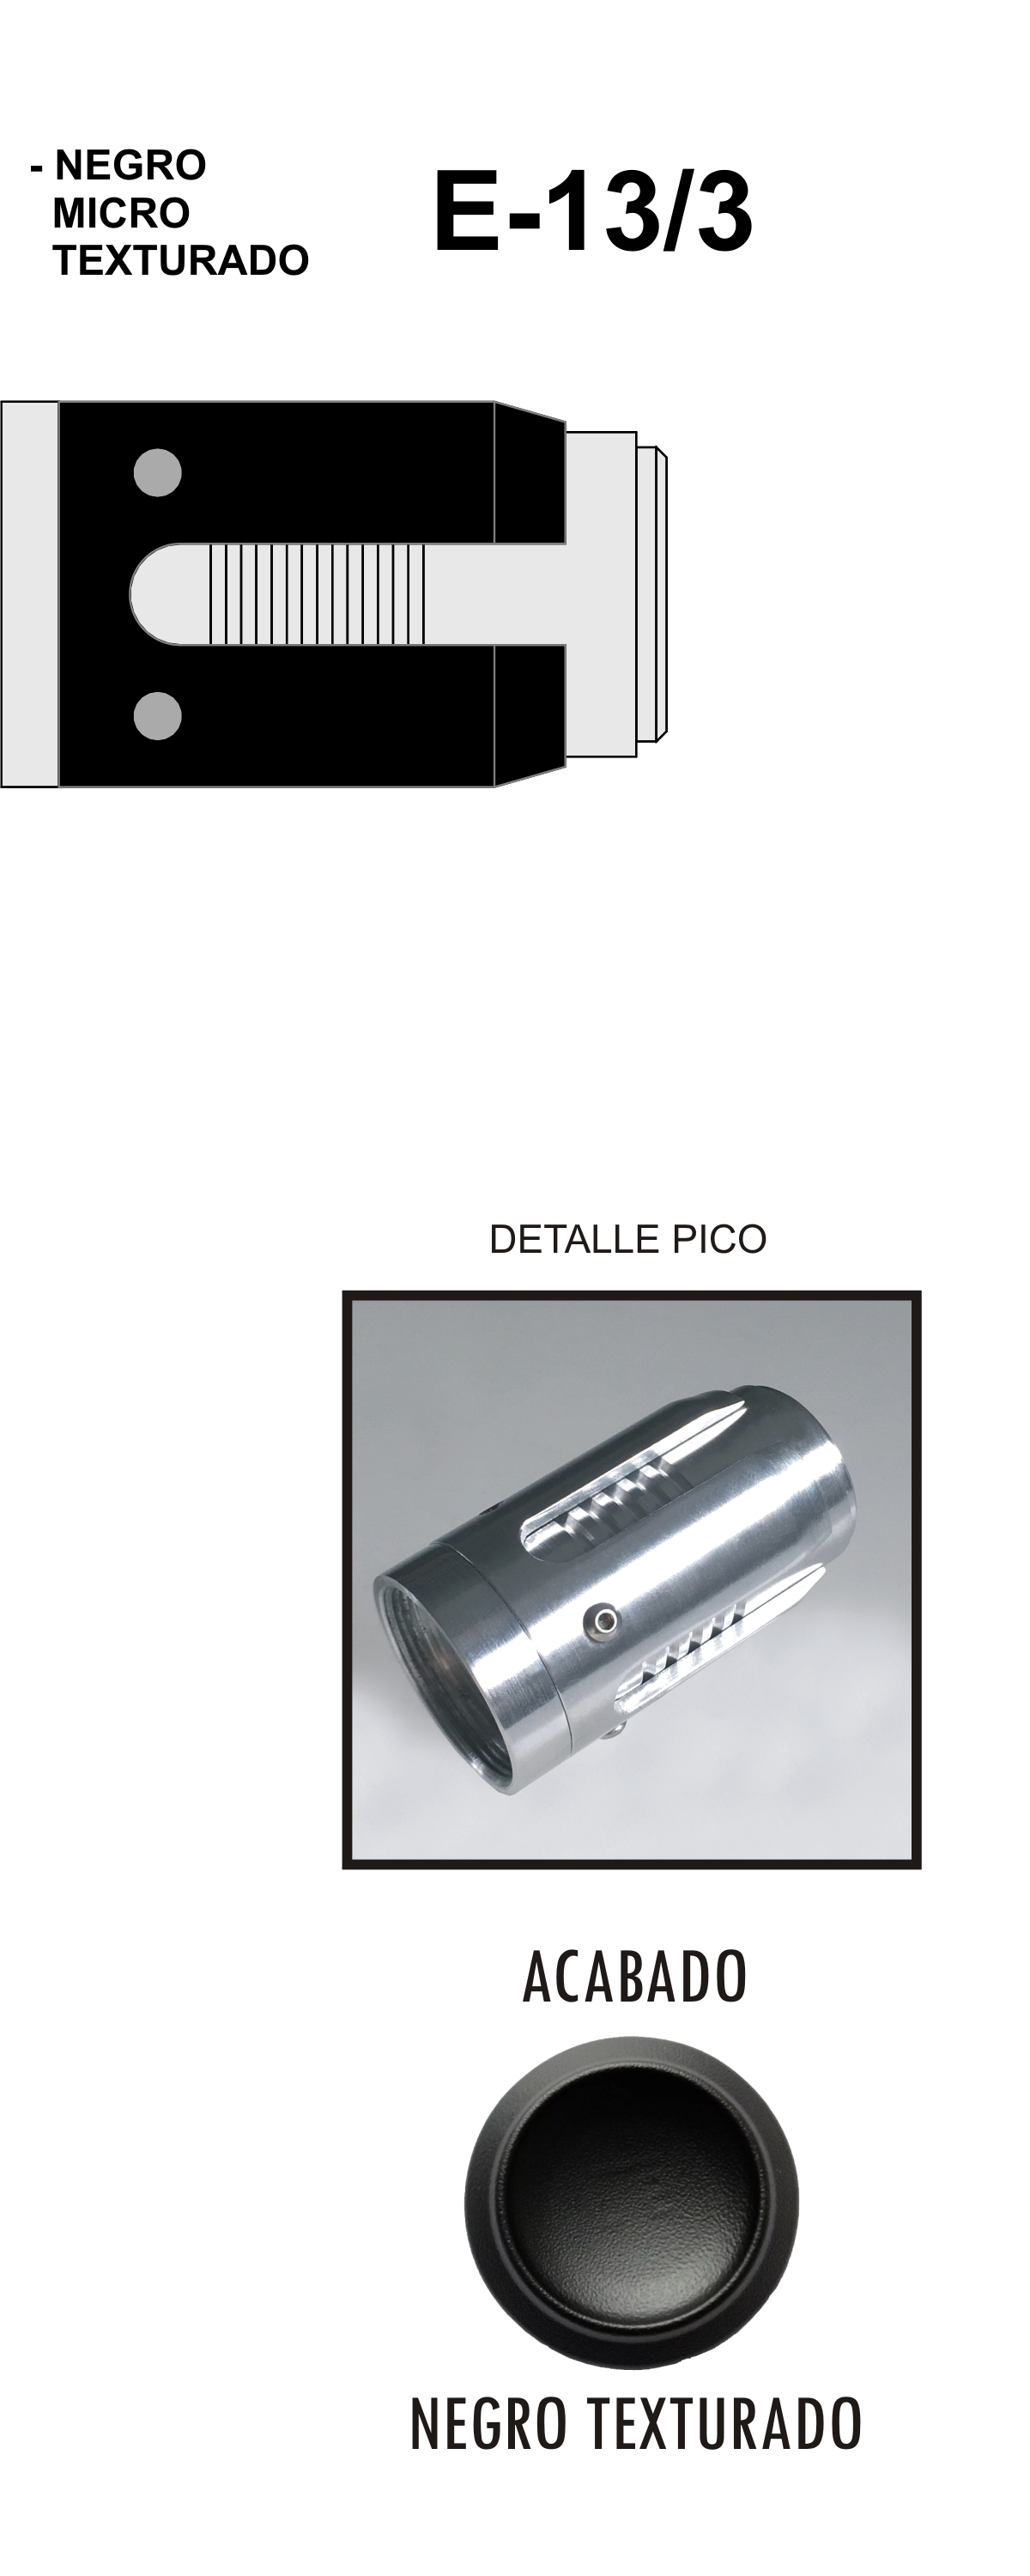 - NEGRO
MICRO
TEXTURADO
E-13/3
DETALLE PICO
ACABADO
NEGRO TEXTURADO